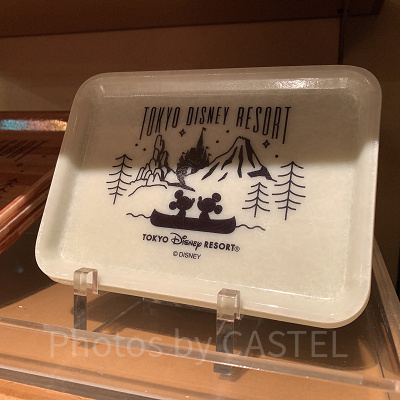 TOKYO DISNEY RESORT
TOKYO Disney RESORT®
© DISNEY
Photos by CASTEL